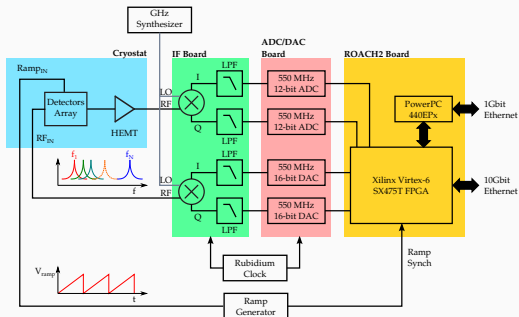 GHz
Synthesizer
Cryostat
IF Board
ADC/DAC
Board
ROACH2 Board
Ramp_IN
Detectors
Array
HEMT
RF_IN
LO
RF
I
Q
LPF
LPF
550 MHz
12-bit ADC
550 MHz
12-bit ADC
PowerPC
440EPx
1Gbit
Ethernet
f_1
f_N
f
LO
RF
I
Q
LPF
LPF
550 MHz
16-bit DAC
550 MHz
16-bit DAC
Xilinx Virtex-6
SX475T FPGA
10Gbit
Ethernet
Rubidium
Clock
Ramp
Synch
V_ramp
t
Ramp
Generator